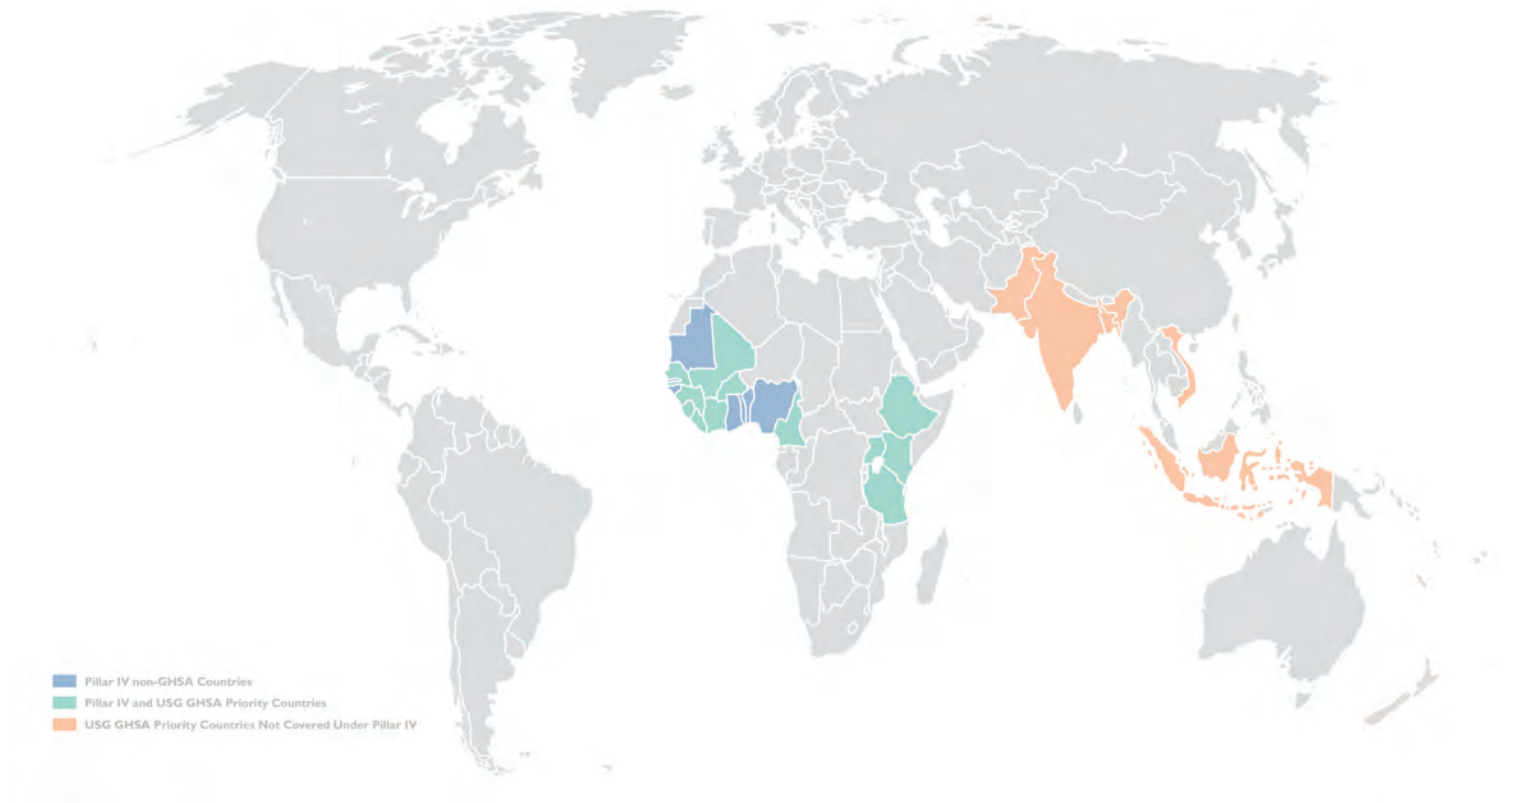 Pillar IV non-GHSA Countries
Pillar IV and USG GHSA Priority Countries
USG GHSA Priority Countries Not Covered Under Pillar IV